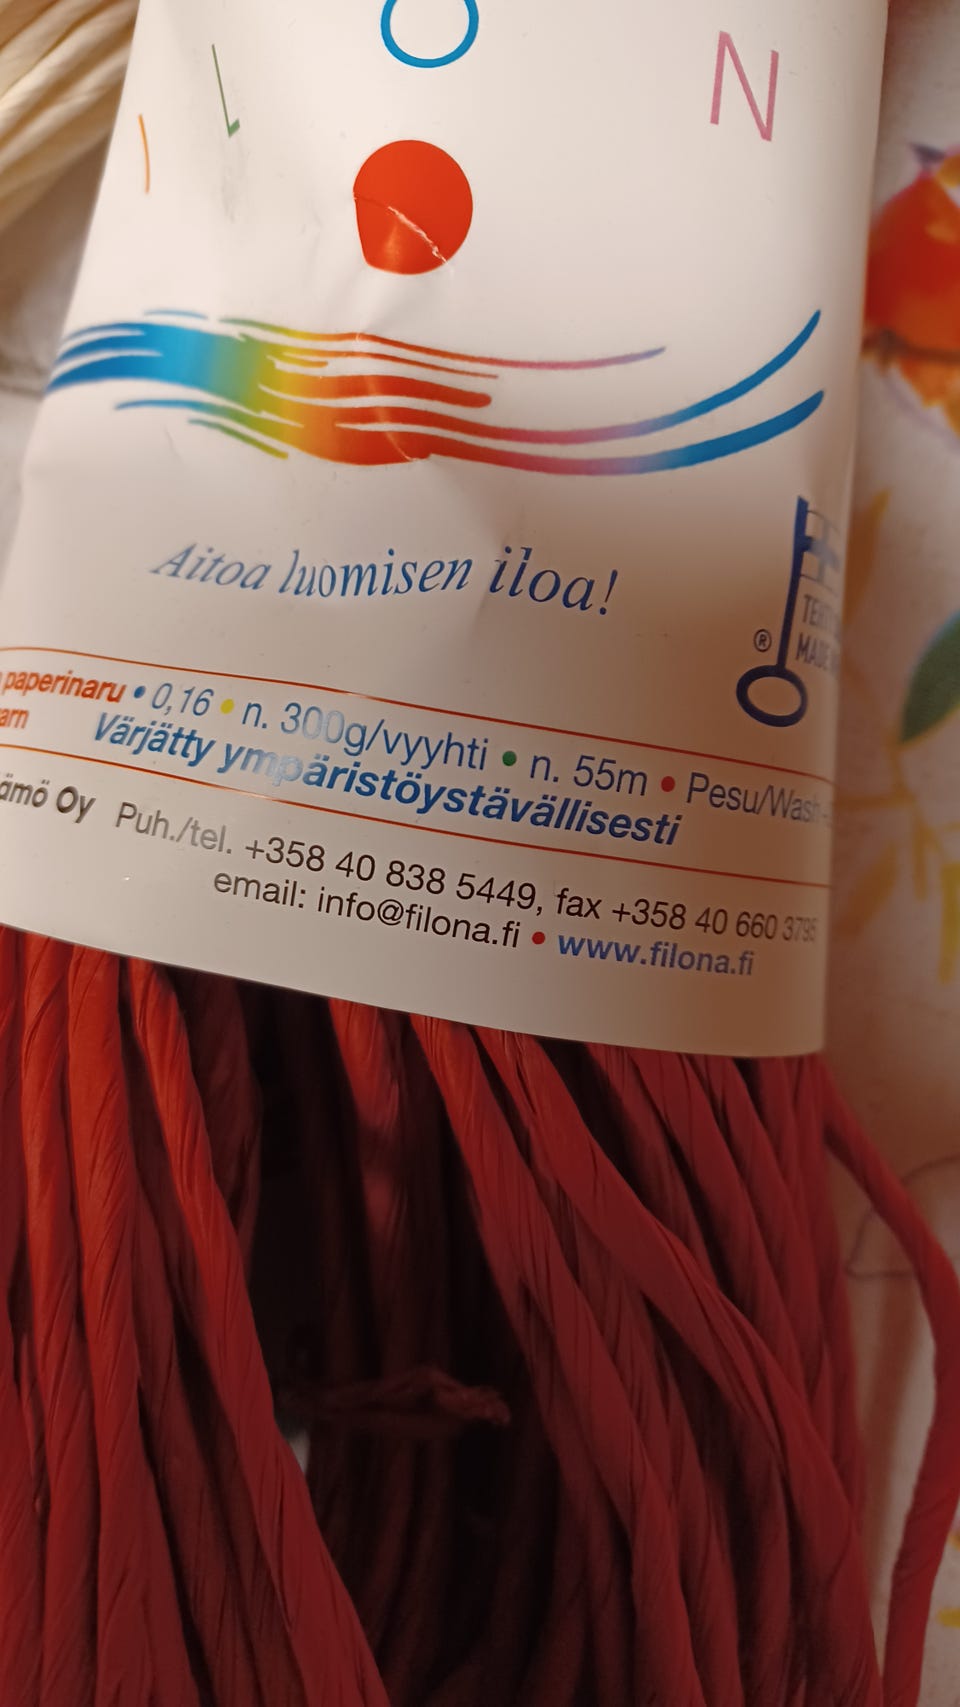 I L O N
Aitoa luomisen iloa!
®
MADE
paperinaru • 0,16 • n. 300g/vyyhti • n. 55m • Pesu/Wash
arn Värjätty ympäristöystävällisesti
ämö Oy Puh./tel. +358 40 838 5449, fax +358 40 660 3795
email: info@filona.fi • www.filona.fi